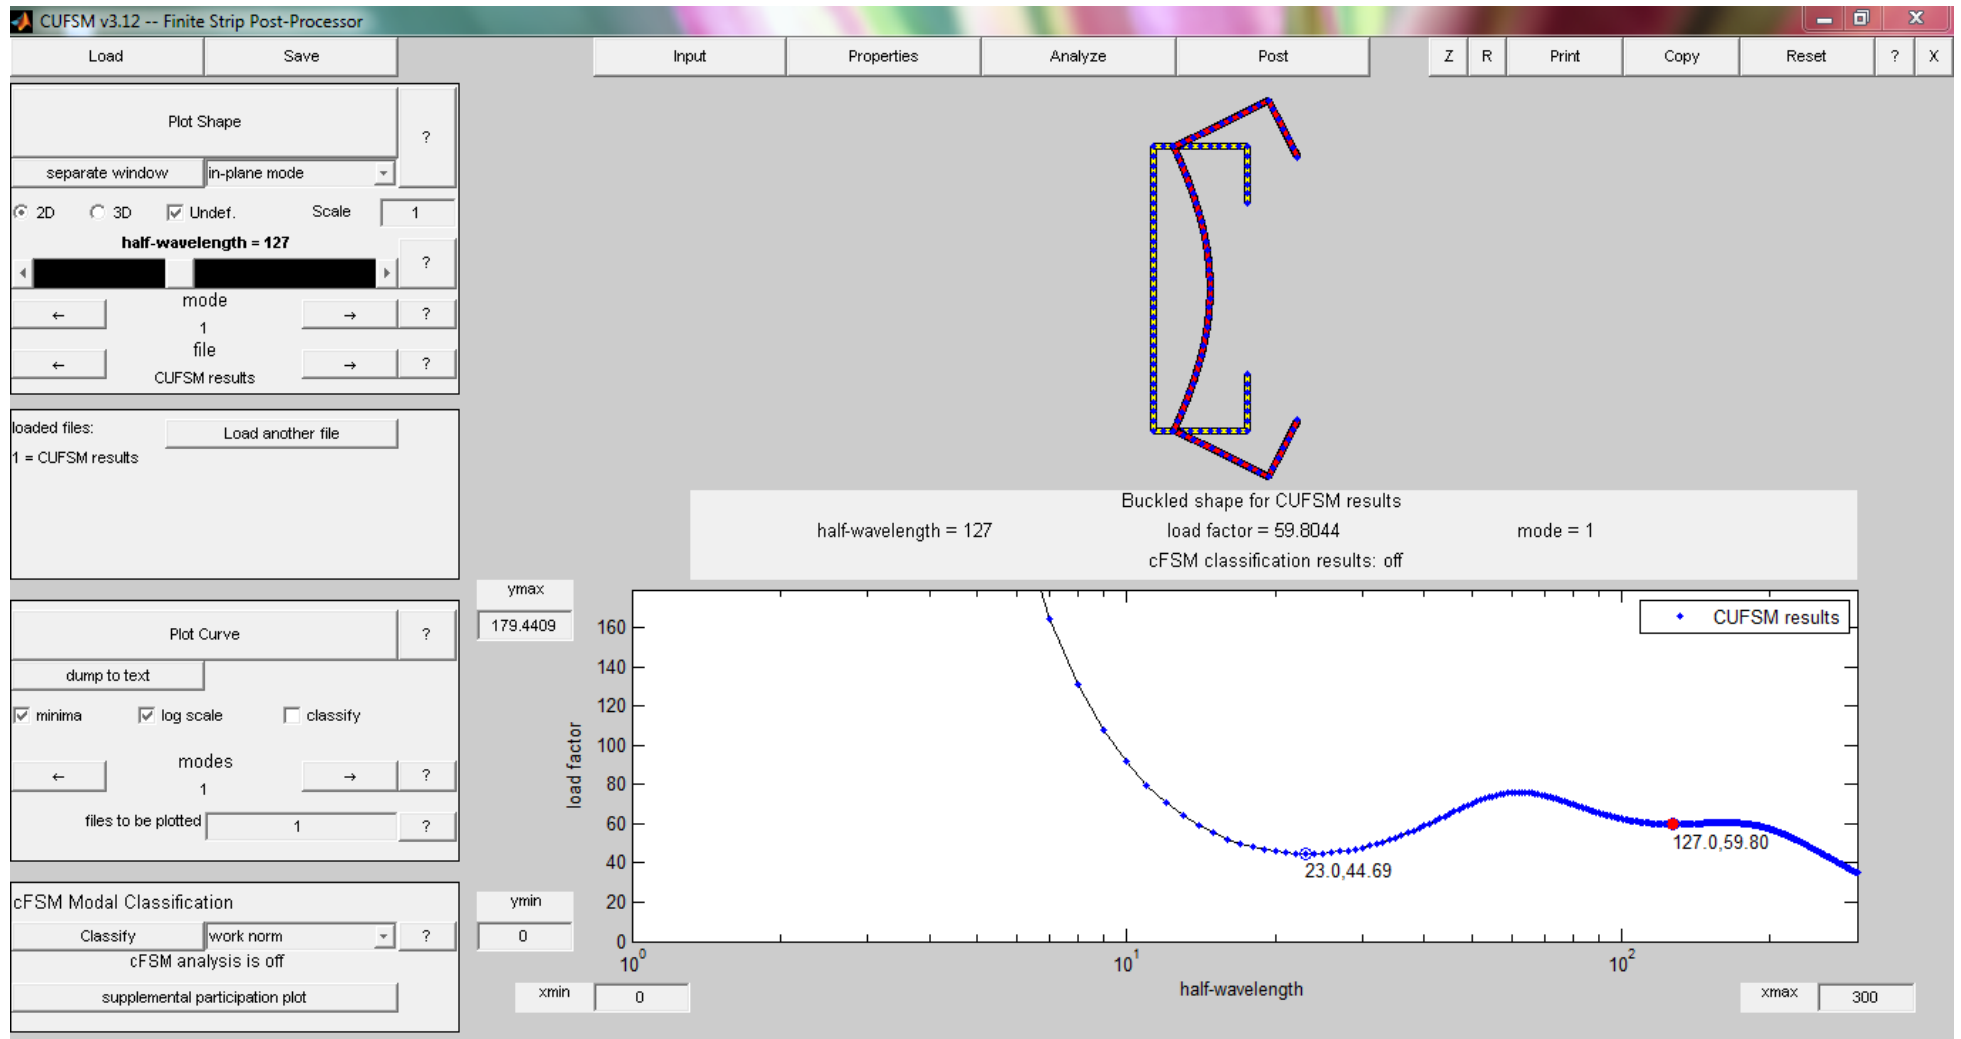 CUFSM v3.12 -- Finite Strip Post-Processor
Load Save Input Properties Analyze Post Z R Print Copy Reset ? X
Plot Shape
?
separate window in-plane mode
2D 3D Undef. Scale 1
half-wavelength = 127
?
mode
← → ?
1
file
← → ?
CUFSM results
loaded files:
Load another file
1 = CUFSM results
Plot Curve ?
dump to text
minima log scale classify
modes
← → ?
1
files to be plotted 1 ?
cFSM Modal Classification
Classify work norm ?
cFSM analysis is off
supplemental participation plot
Buckled shape for CUFSM results
half-wavelength = 127 load factor = 59.8044 mode = 1
cFSM classification results: off
ymax
179.4409
ymin
0
xmin 0
xmax 300
load factor
160
140
120
100
80
60
40
20
0
CUFSM results
127.0,59.80
23.0,44.69
10^0 10^1 10^2
half-wavelength